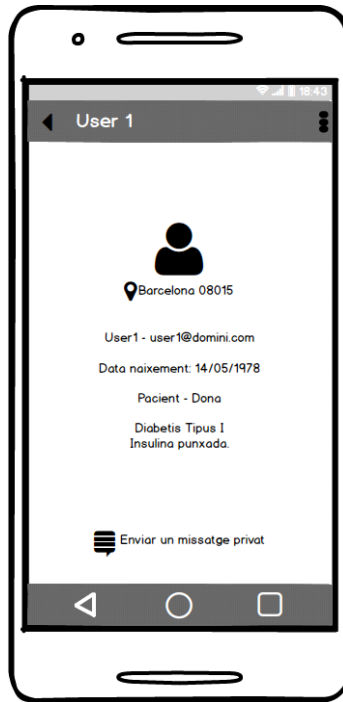 18:43
User 1
Barcelona 08015
User1 - user1@domini.com
Data naixement: 14/05/1978
Pacient - Dona
Diabetis Tipus I
Insulina punxada.
Enviar un missatge privat